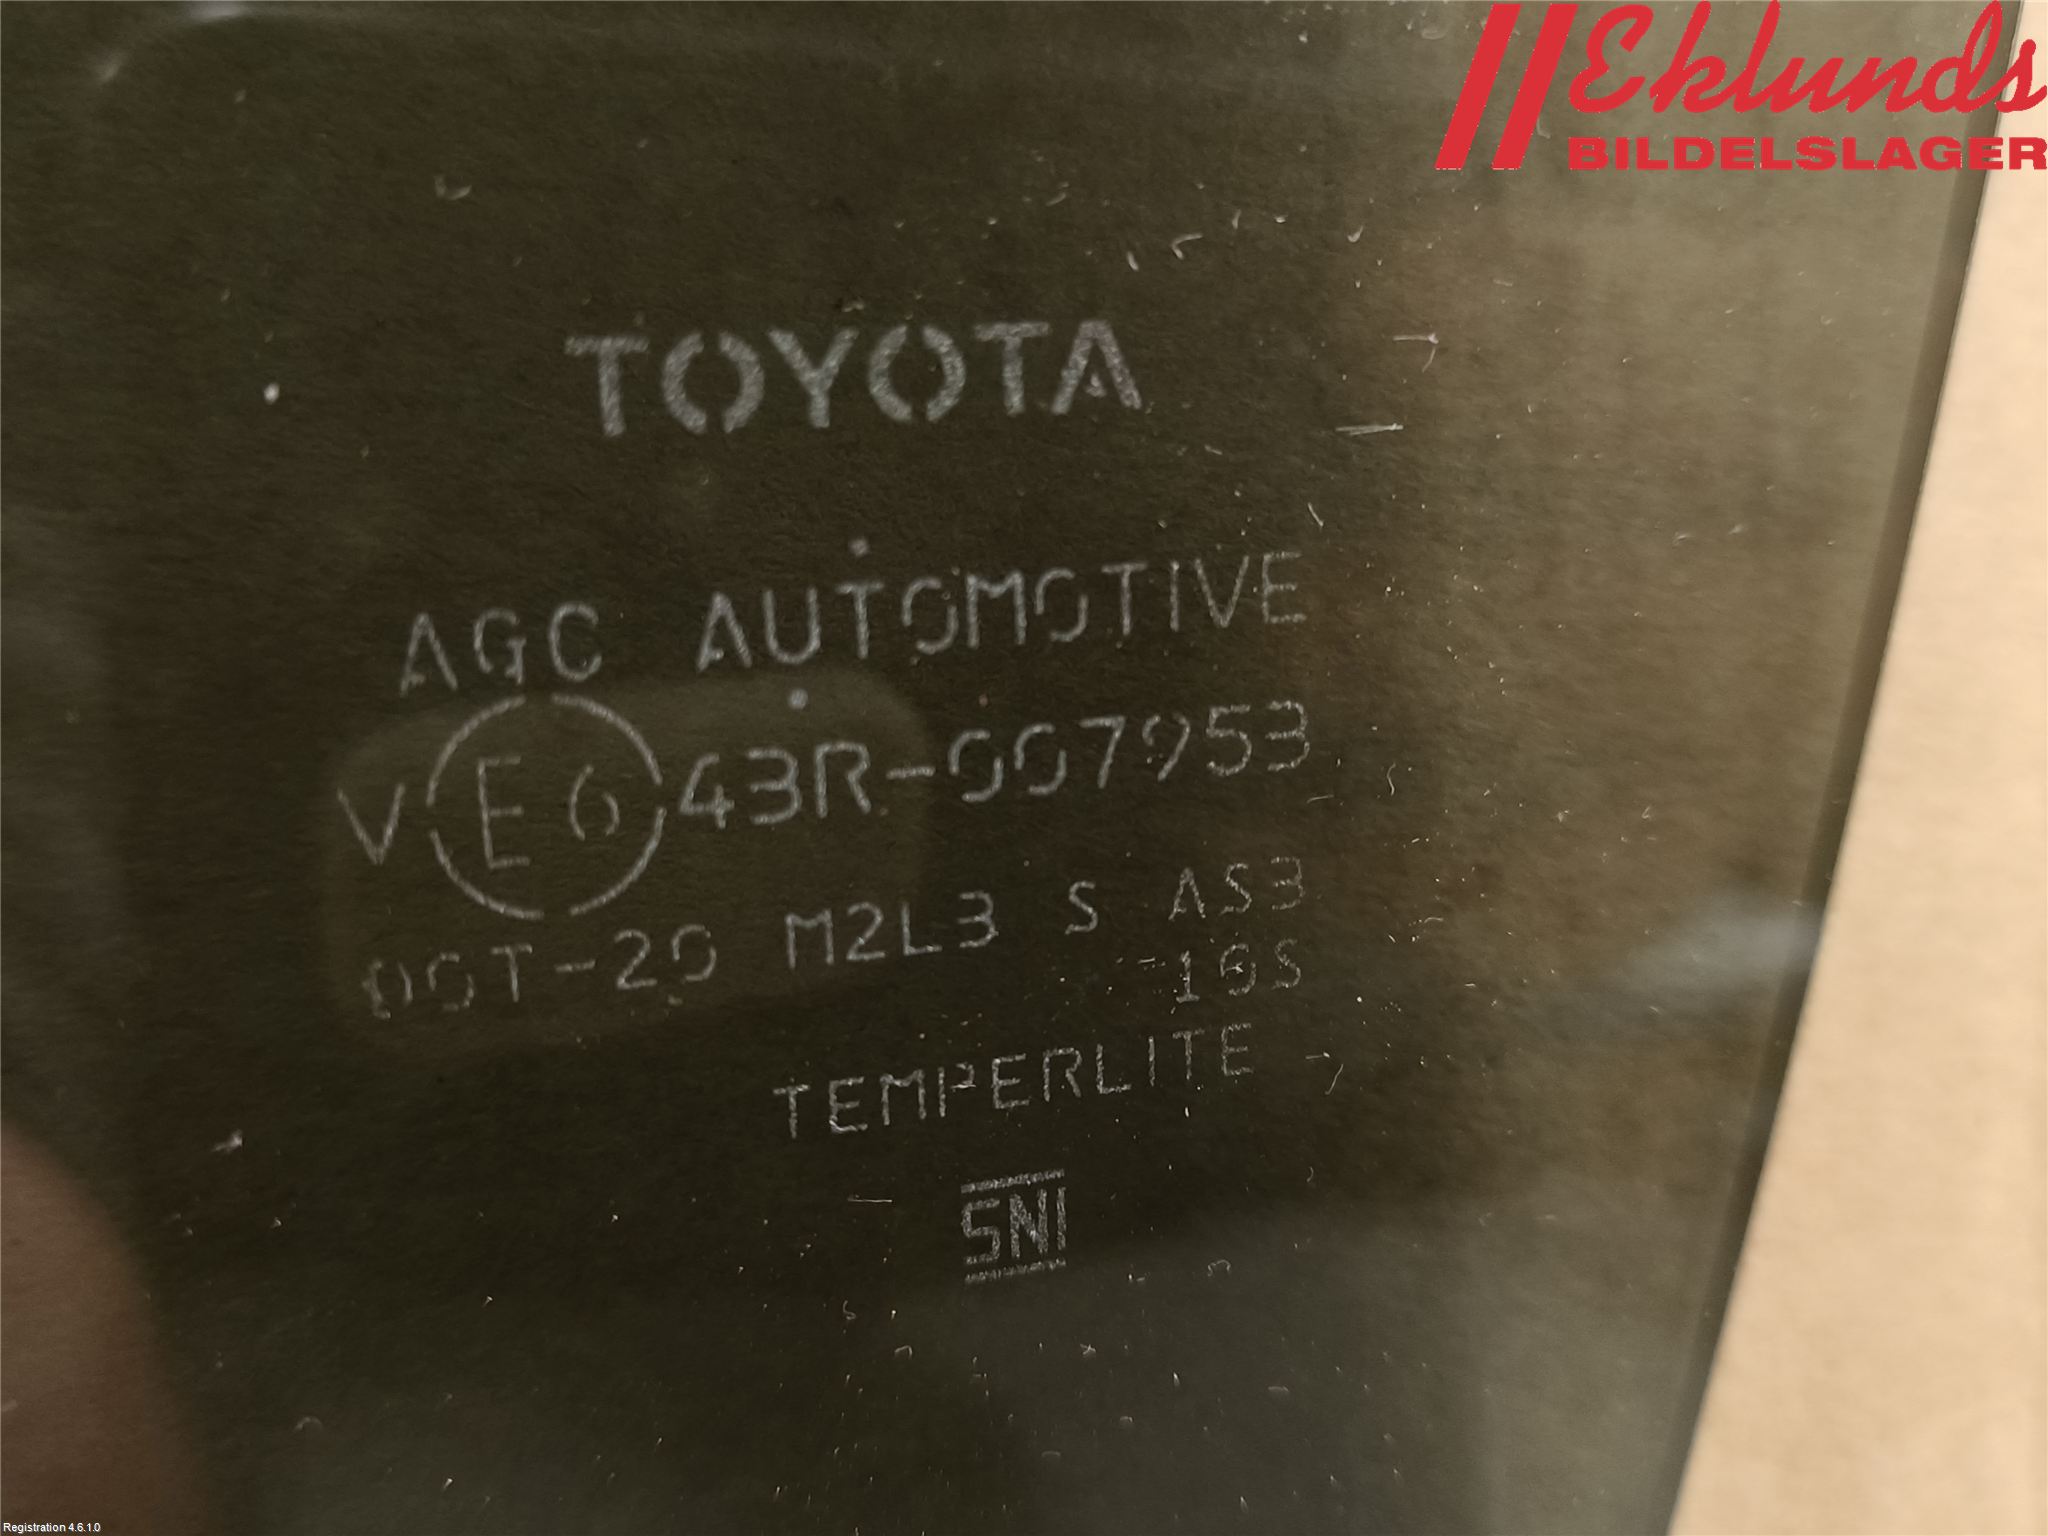 Eklunds
BILDELSLAGER
TOYOTA
AGC AUTOMOTIVE
V E6 43R-007953
DOT-20 M2L3 S AS3
TEMPERLITE
SNI
Registration 4.6.1.0